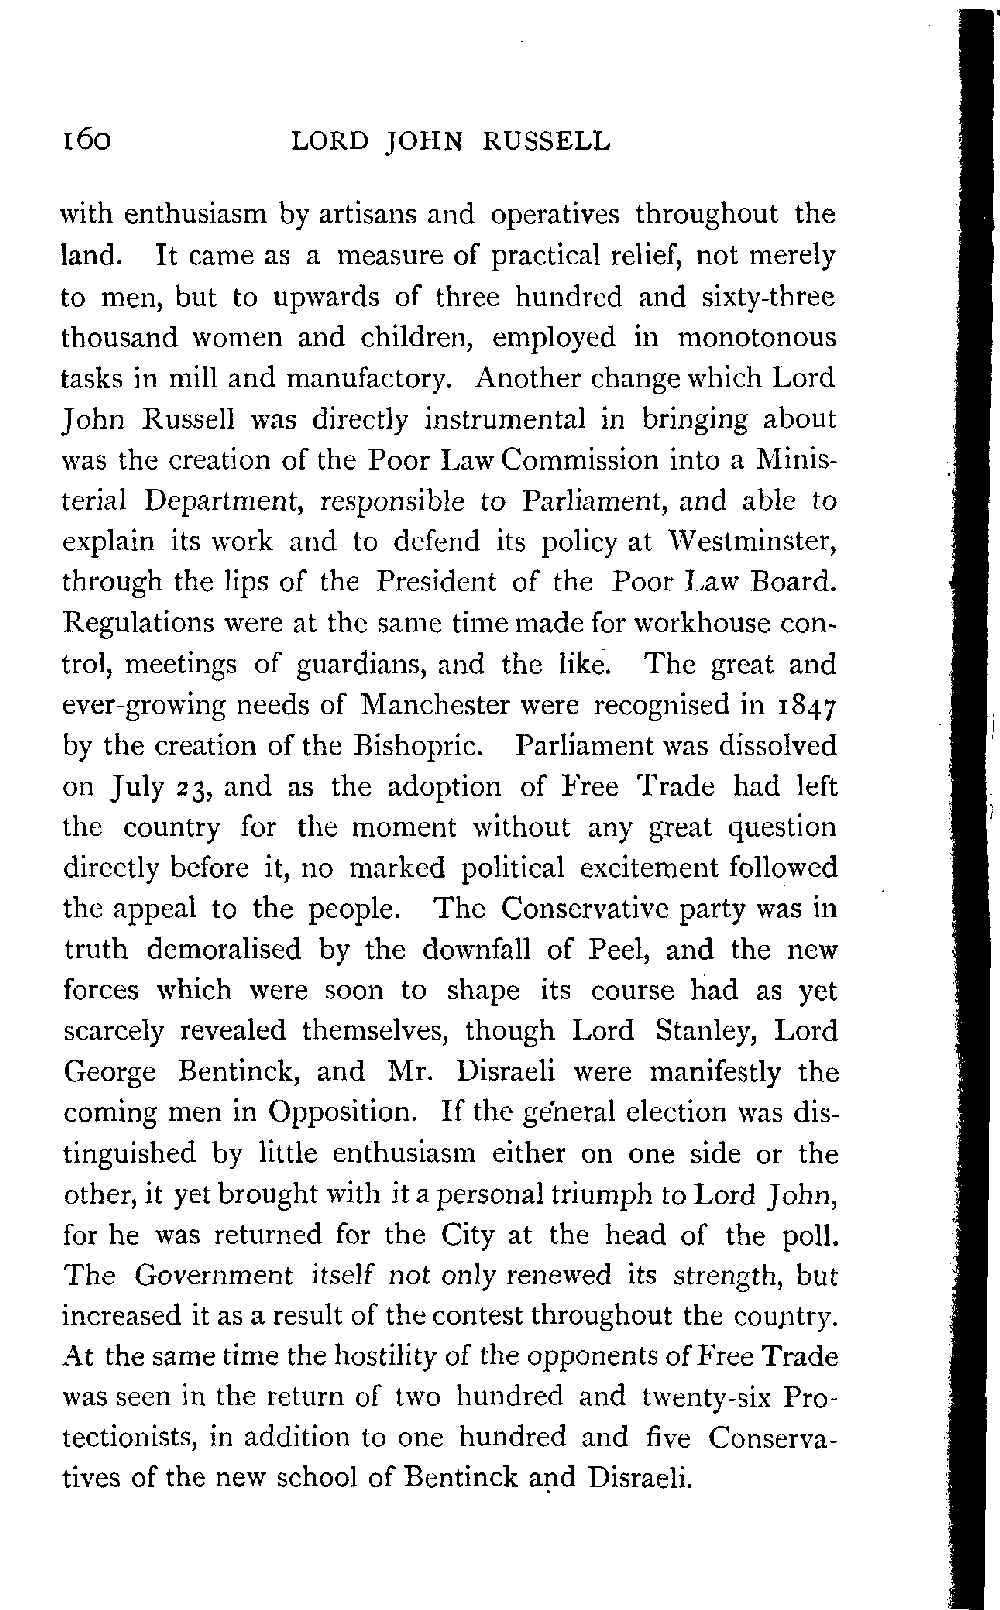 160 LORD JOHN RUSSELL
with enthusiasm by artisans and operatives throughout the
land. It came as a measure of practical relief, not merely
to men, but to upwards of three hundred and sixty-three
thousand women and children, employed in monotonous
tasks in mill and manufactory. Another change which Lord
John Russell was directly instrumental in bringing about
was the creation of the Poor Law Commission into a Minis-
terial Department, responsible to Parliament, and able to
explain its work and to defend its policy at Westminster,
through the lips of the President of the Poor Law Board.
Regulations were at the same time made for workhouse con-
trol, meetings of guardians, and the like. The great and
ever-growing needs of Manchester were recognised in 1847
by the creation of the Bishopric. Parliament was dissolved
on July 23, and as the adoption of Free Trade had left
the country for the moment without any great question
directly before it, no marked political excitement followed
the appeal to the people. The Conservative party was in
truth demoralised by the downfall of Peel, and the new
forces which were soon to shape its course had as yet
scarcely revealed themselves, though Lord Stanley, Lord
George Bentinck, and Mr. Disraeli were manifestly the
coming men in Opposition. If the general election was dis-
tinguished by little enthusiasm either on one side or the
other, it yet brought with it a personal triumph to Lord John,
for he was returned for the City at the head of the poll.
The Government itself not only renewed its strength, but
increased it as a result of the contest throughout the country.
At the same time the hostility of the opponents of Free Trade
was seen in the return of two hundred and twenty-six Pro-
tectionists, in addition to one hundred and five Conserva-
tives of the new school of Bentinck and Disraeli.